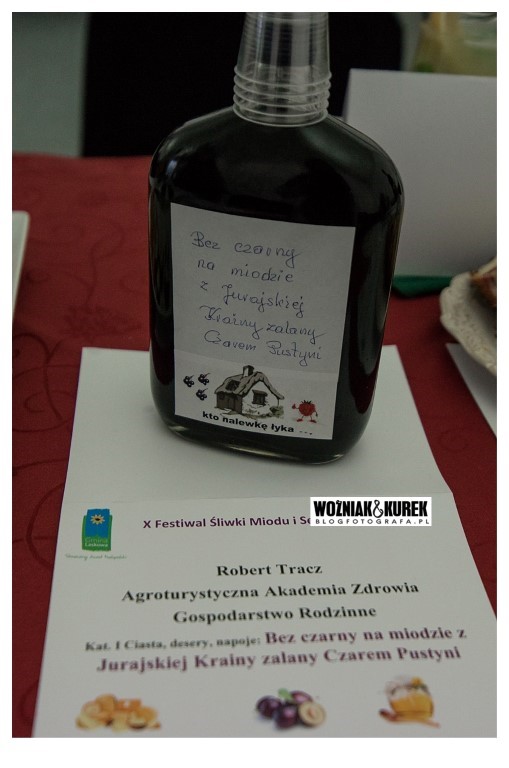 Bez czarny
na miodzie
z Jurajskiej
Krainy zalany
Czarem Pustyni
kto nalewkę łyka ...
WOŹNIAK&KUREK
BLOGFOTOGRAFA.PL
X Festiwal Śliwki Miodu i
Robert Tracz
Agroturystyczna Akademia Zdrowia
Gospodarstwo Rodzinne
Kat. I Ciasta, desery, napoje: Bez czarny na miodzie z
Jurajskiej Krainy zalany Czarem Pustyni